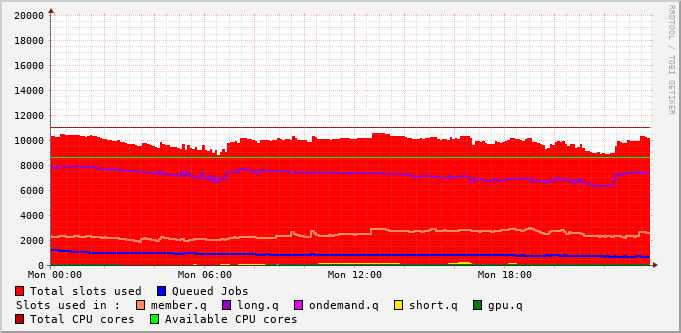 20000
18000
16000
14000
12000
10000
8000
6000
4000
2000
0
Mon 00:00 Mon 06:00 Mon 12:00 Mon 18:00
Total slots used Queued Jobs
Slots used in : member.q long.q ondemand.q short.q gpu.q
Total CPU cores Available CPU cores
RRDTOOL / TOBI OETIKER